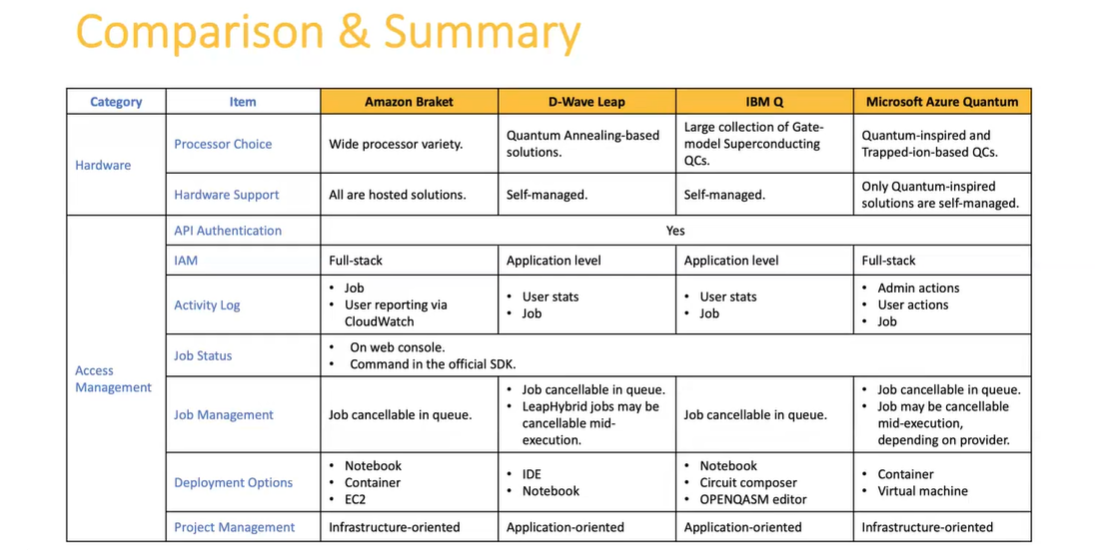 Comparison & Summary
Category Item Amazon Braket D-Wave Leap IBM Q Microsoft Azure Quantum
Hardware
Processor Choice
Wide processor variety.
Quantum Annealing-based
solutions.
Large collection of Gate-
model Superconducting
QCs.
Quantum-inspired and
Trapped-ion-based QCs.
Hardware Support
All are hosted solutions.
Self-managed.
Self-managed.
Only Quantum-inspired
solutions are self-managed.
Access
Management
API Authentication
Yes
IAM
Full-stack
Application level
Application level
Full-stack
Activity Log
• Job
• User reporting via
CloudWatch
• User stats
• Job
• User stats
• Job
• Admin actions
• User actions
• Job
Job Status
• On web console.
• Command in the official SDK.
Job Management
Job cancellable in queue.
• Job cancellable in queue.
• LeapHybrid jobs may be
cancellable mid-
execution.
Job cancellable in queue.
• Job cancellable in queue.
• Job may be cancellable
mid-execution,
depending on provider.
Deployment Options
• Notebook
• Container
• EC2
• IDE
• Notebook
• Notebook
• Circuit composer
• OPENQASM editor
• Container
• Virtual machine
Project Management
Infrastructure-oriented
Application-oriented
Application-oriented
Infrastructure-oriented